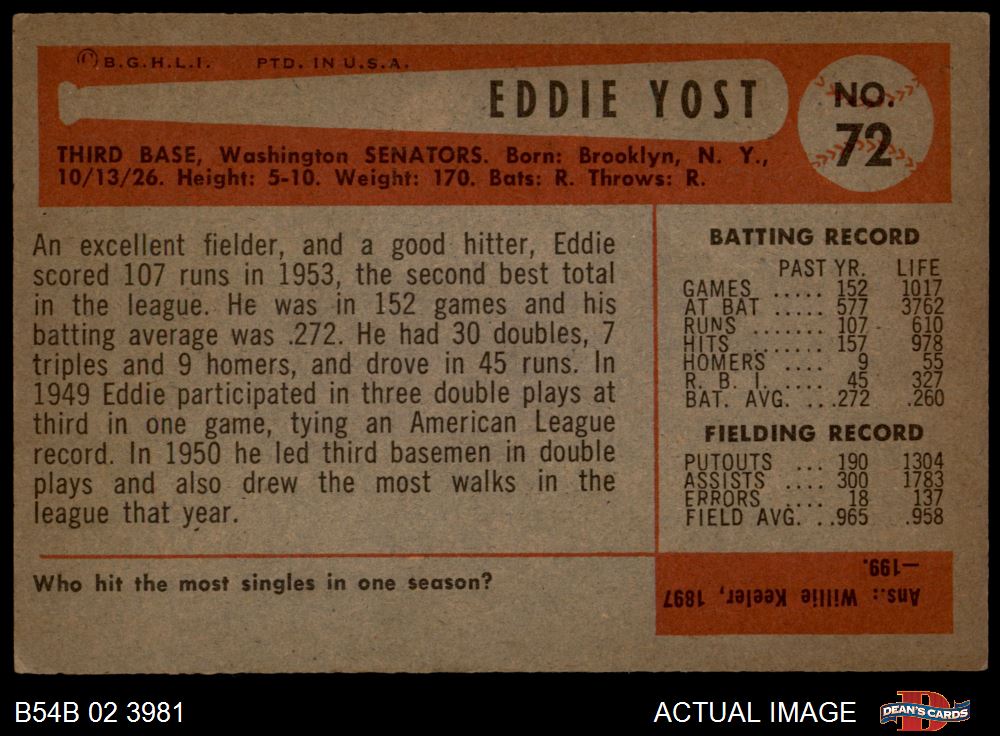 © B.G.H.L.I. PTD. IN U.S.A.
EDDIE YOST
NO.
72
THIRD BASE, Washington SENATORS. Born: Brooklyn, N. Y.,
10/13/26. Height: 5-10. Weight: 170. Bats: R. Throws: R.
An excellent fielder, and a good hitter, Eddie
scored 107 runs in 1953, the second best total
in the league. He was in 152 games and his
batting average was .272. He had 30 doubles, 7
triples and 9 homers, and drove in 45 runs. In
1949 Eddie participated in three double plays at
third in one game, tying an American League
record. In 1950 he led third basemen in double
plays and also drew the most walks in the
league that year.
BATTING RECORD
PAST YR. LIFE
GAMES ..... 152 1017
AT BAT ..... 577 3762
RUNS ....... 107 610
HITS ....... 157 978
HOMERS .... 9 55
R. B. I. .... 45 327
BAT. AVG. ...272 .260
FIELDING RECORD
PUTOUTS ... 190 1304
ASSISTS .... 300 1783
ERRORS .... 18 137
FIELD AVG. ..965 .958
Who hit the most singles in one season?
Ans.: Willie Keeler, 1897
—199.
B54B 02 3981
ACTUAL IMAGE
D
DEAN'S CARDS